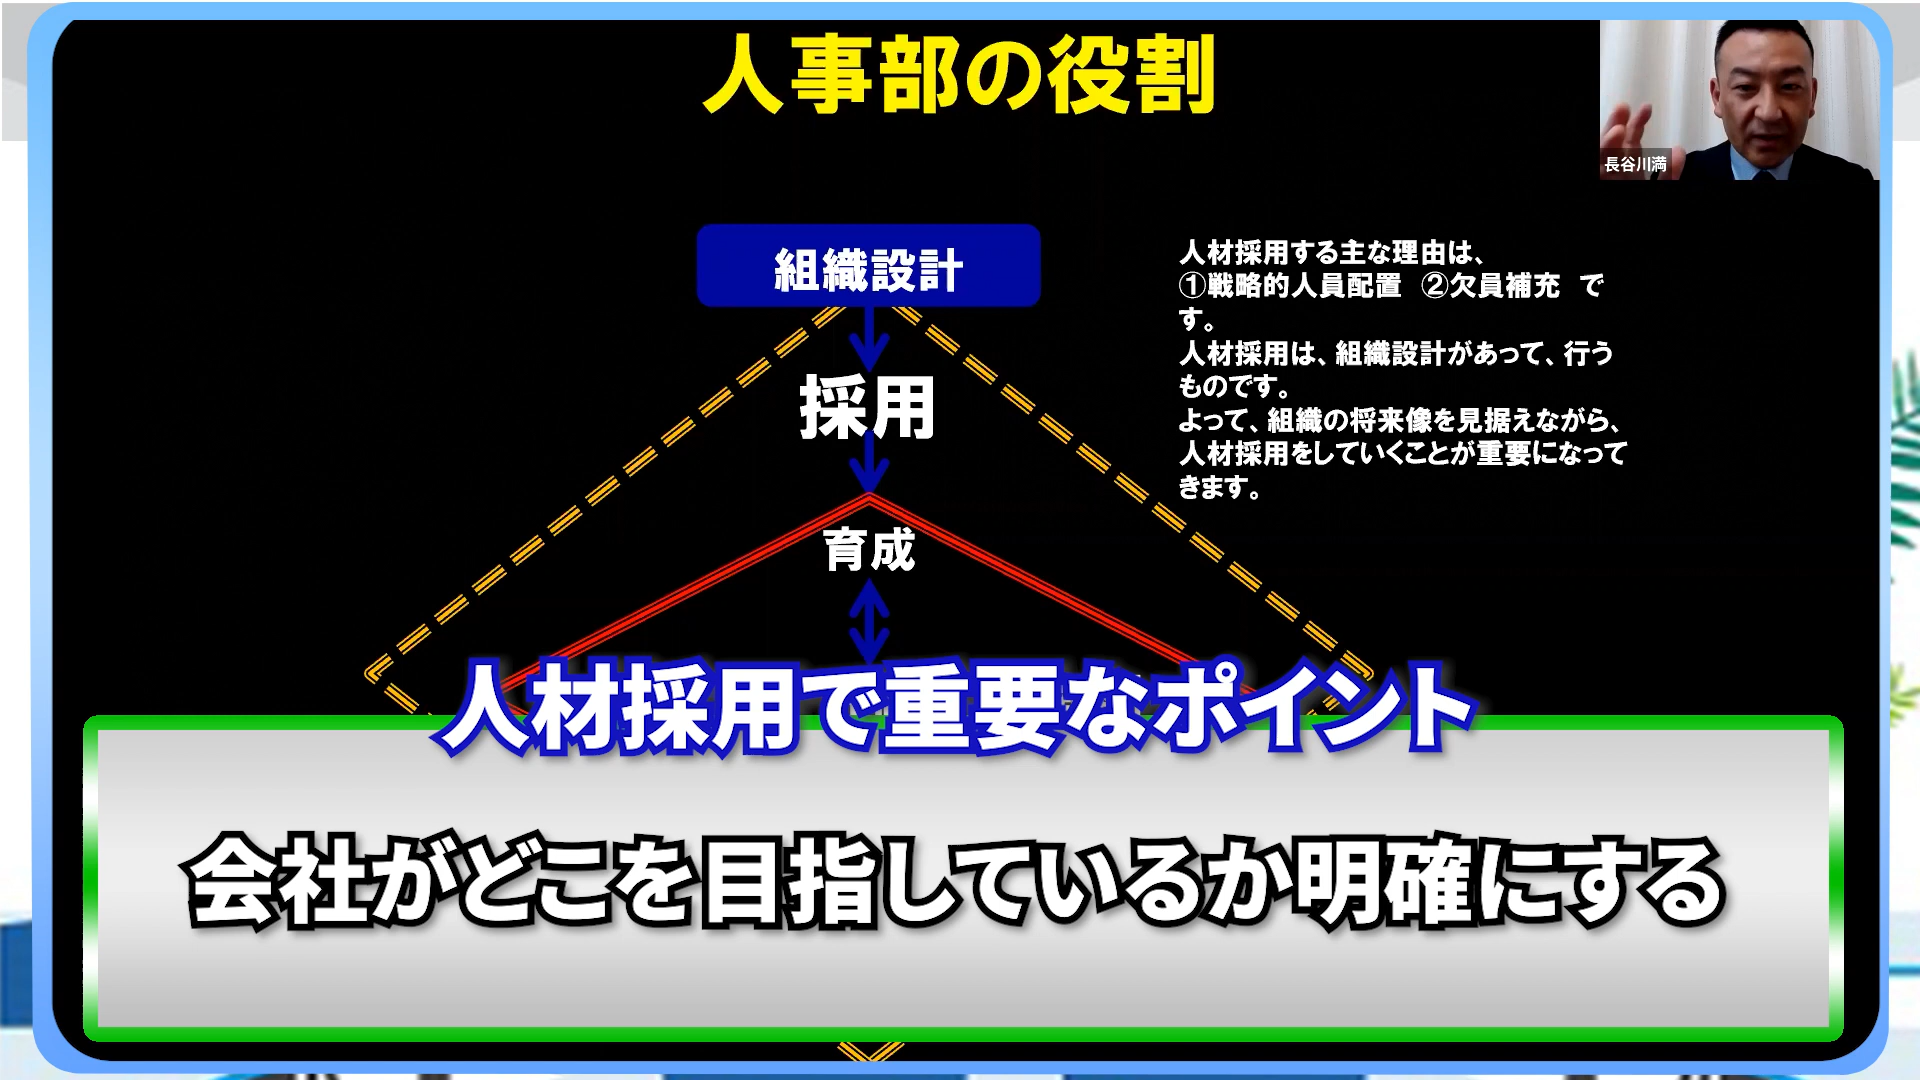 人事部の役割
長谷川満
組織設計
採用
育成
人材採用する主な理由は、
①戦略的人員配置　②欠員補充　で
す。
人材採用は、組織設計があって、行う
ものです。
よって、組織の将来像を見据えながら、
人材採用をしていくことが重要になって
きます。
人材採用で重要なポイント
会社がどこを目指しているか明確にする